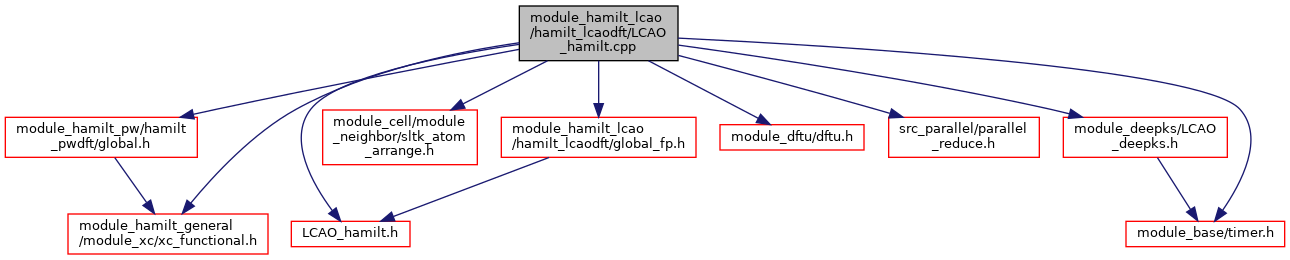 module_hamilt_lcao
/hamilt_lcaodft/LCAO
_hamilt.cpp
module_hamilt_pw/hamilt
_pwdft/global.h
module_cell/module
_neighbor/sltk_atom
_arrange.h
module_hamilt_lcao
/hamilt_lcaodft/global_fp.h
module_dftu/dftu.h
src_parallel/parallel
_reduce.h
module_deepks/LCAO
_deepks.h
module_hamilt_general
/module_xc/xc_functional.h
LCAO_hamilt.h
module_base/timer.h